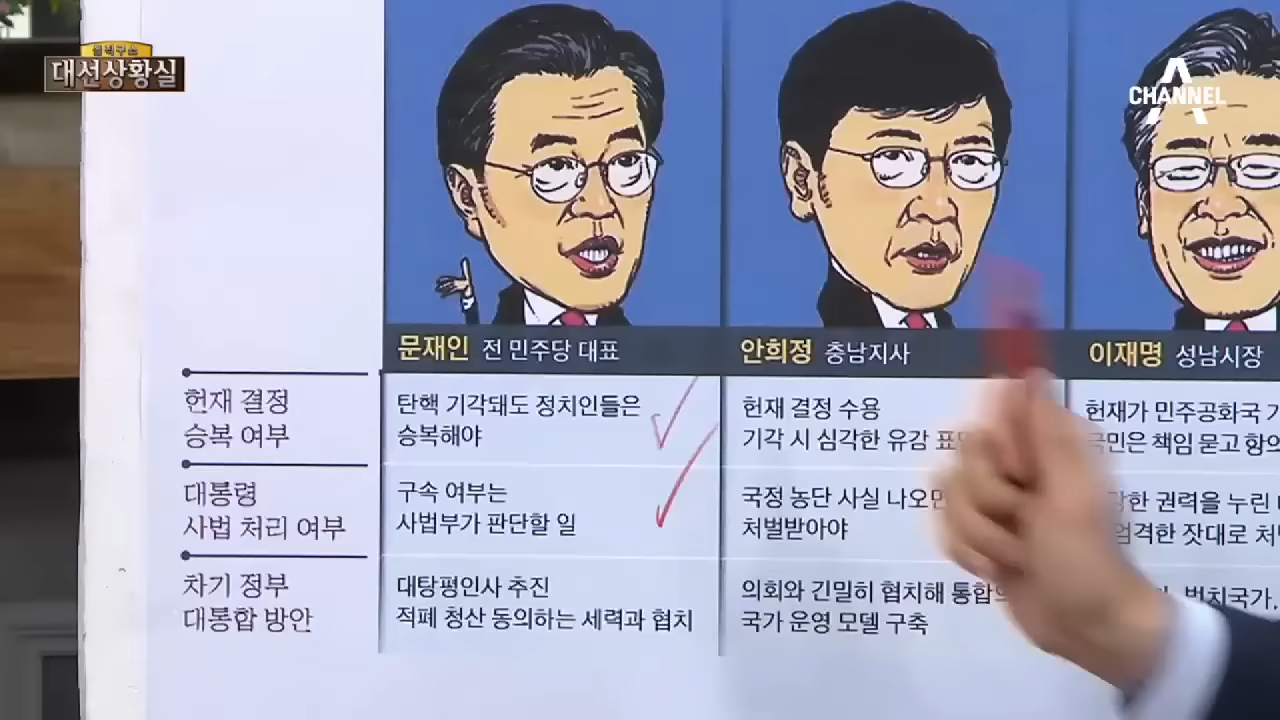 대선상황실
CHANNEL
문재인 전 민주당 대표
안희정 충남지사
이재명 성남시장
헌재 결정
승복 여부
탄핵 기각돼도 정치인들은
승복해야
헌재 결정 수용
기각 시 심각한 유감
헌재가 민주공화국
국민은 책임 묻고
대통령
사법 처리 여부
구속 여부는
사법부가 판단할 일
국정 농단 사실
처벌받아야
권력을 누린
엄격한 잣대로
차기 정부
대통합 방안
대탕평인사 추진
적폐 청산 동의하는 세력과 협치
의회와 긴밀히 협치해
국가 운영 모델 구축
법치국가,